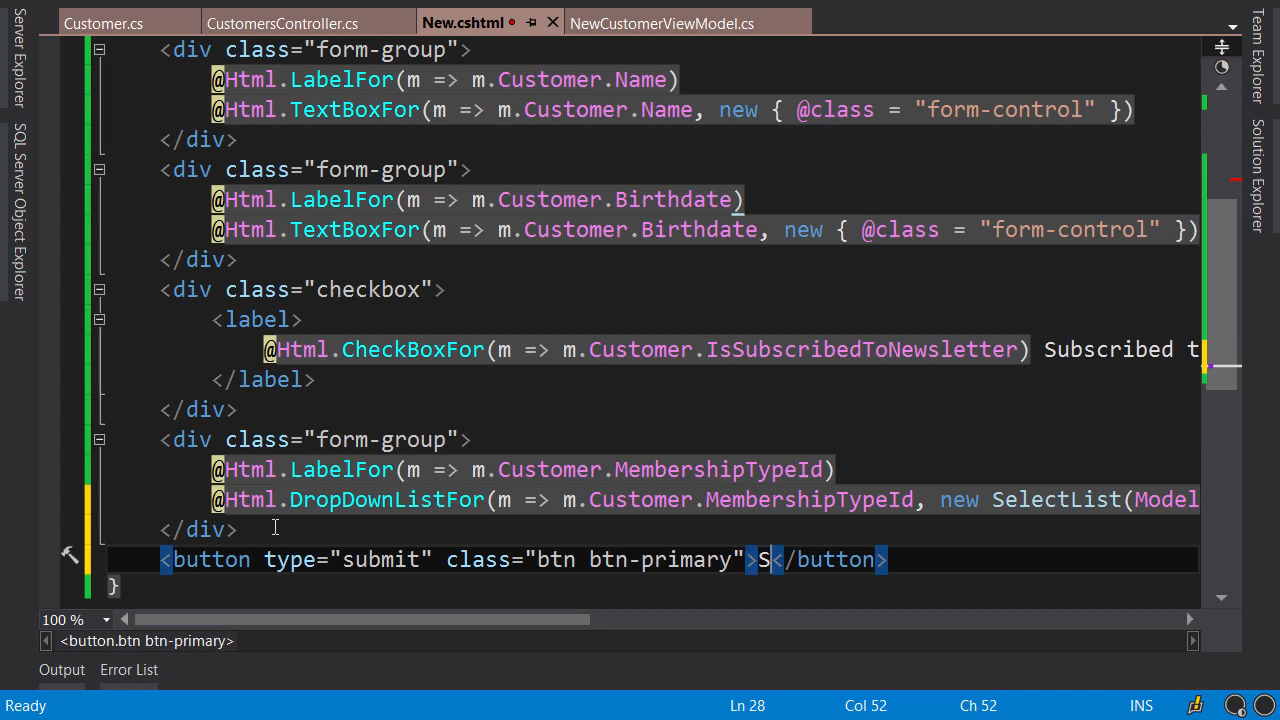 Customer.cs
CustomersController.cs
New.cshtml
NewCustomerViewModel.cs
Server Explorer
SQL Server Object Explorer
Team Explorer
Solution Explorer
<div class="form-group">
@Html.LabelFor(m => m.Customer.Name)
@Html.TextBoxFor(m => m.Customer.Name, new { @class = "form-control" })
</div>
<div class="form-group">
@Html.LabelFor(m => m.Customer.Birthdate)
@Html.TextBoxFor(m => m.Customer.Birthdate, new { @class = "form-control" })
</div>
<div class="checkbox">
<label>
@Html.CheckBoxFor(m => m.Customer.IsSubscribedToNewsletter) Subscribed t
</label>
</div>
<div class="form-group">
@Html.LabelFor(m => m.Customer.MembershipTypeId)
@Html.DropDownListFor(m => m.Customer.MembershipTypeId, new SelectList(Model
</div>
<button type="submit" class="btn btn-primary">S</button>
}
100 %
<button.btn btn-primary>
Output Error List
Ready Ln 28 Col 52 Ch 52 INS